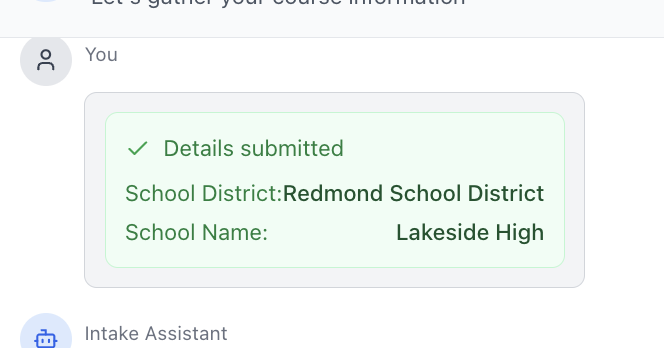 Let's gather your course information
You
Details submitted
School District:Redmond School District
School Name: Lakeside High
Intake Assistant